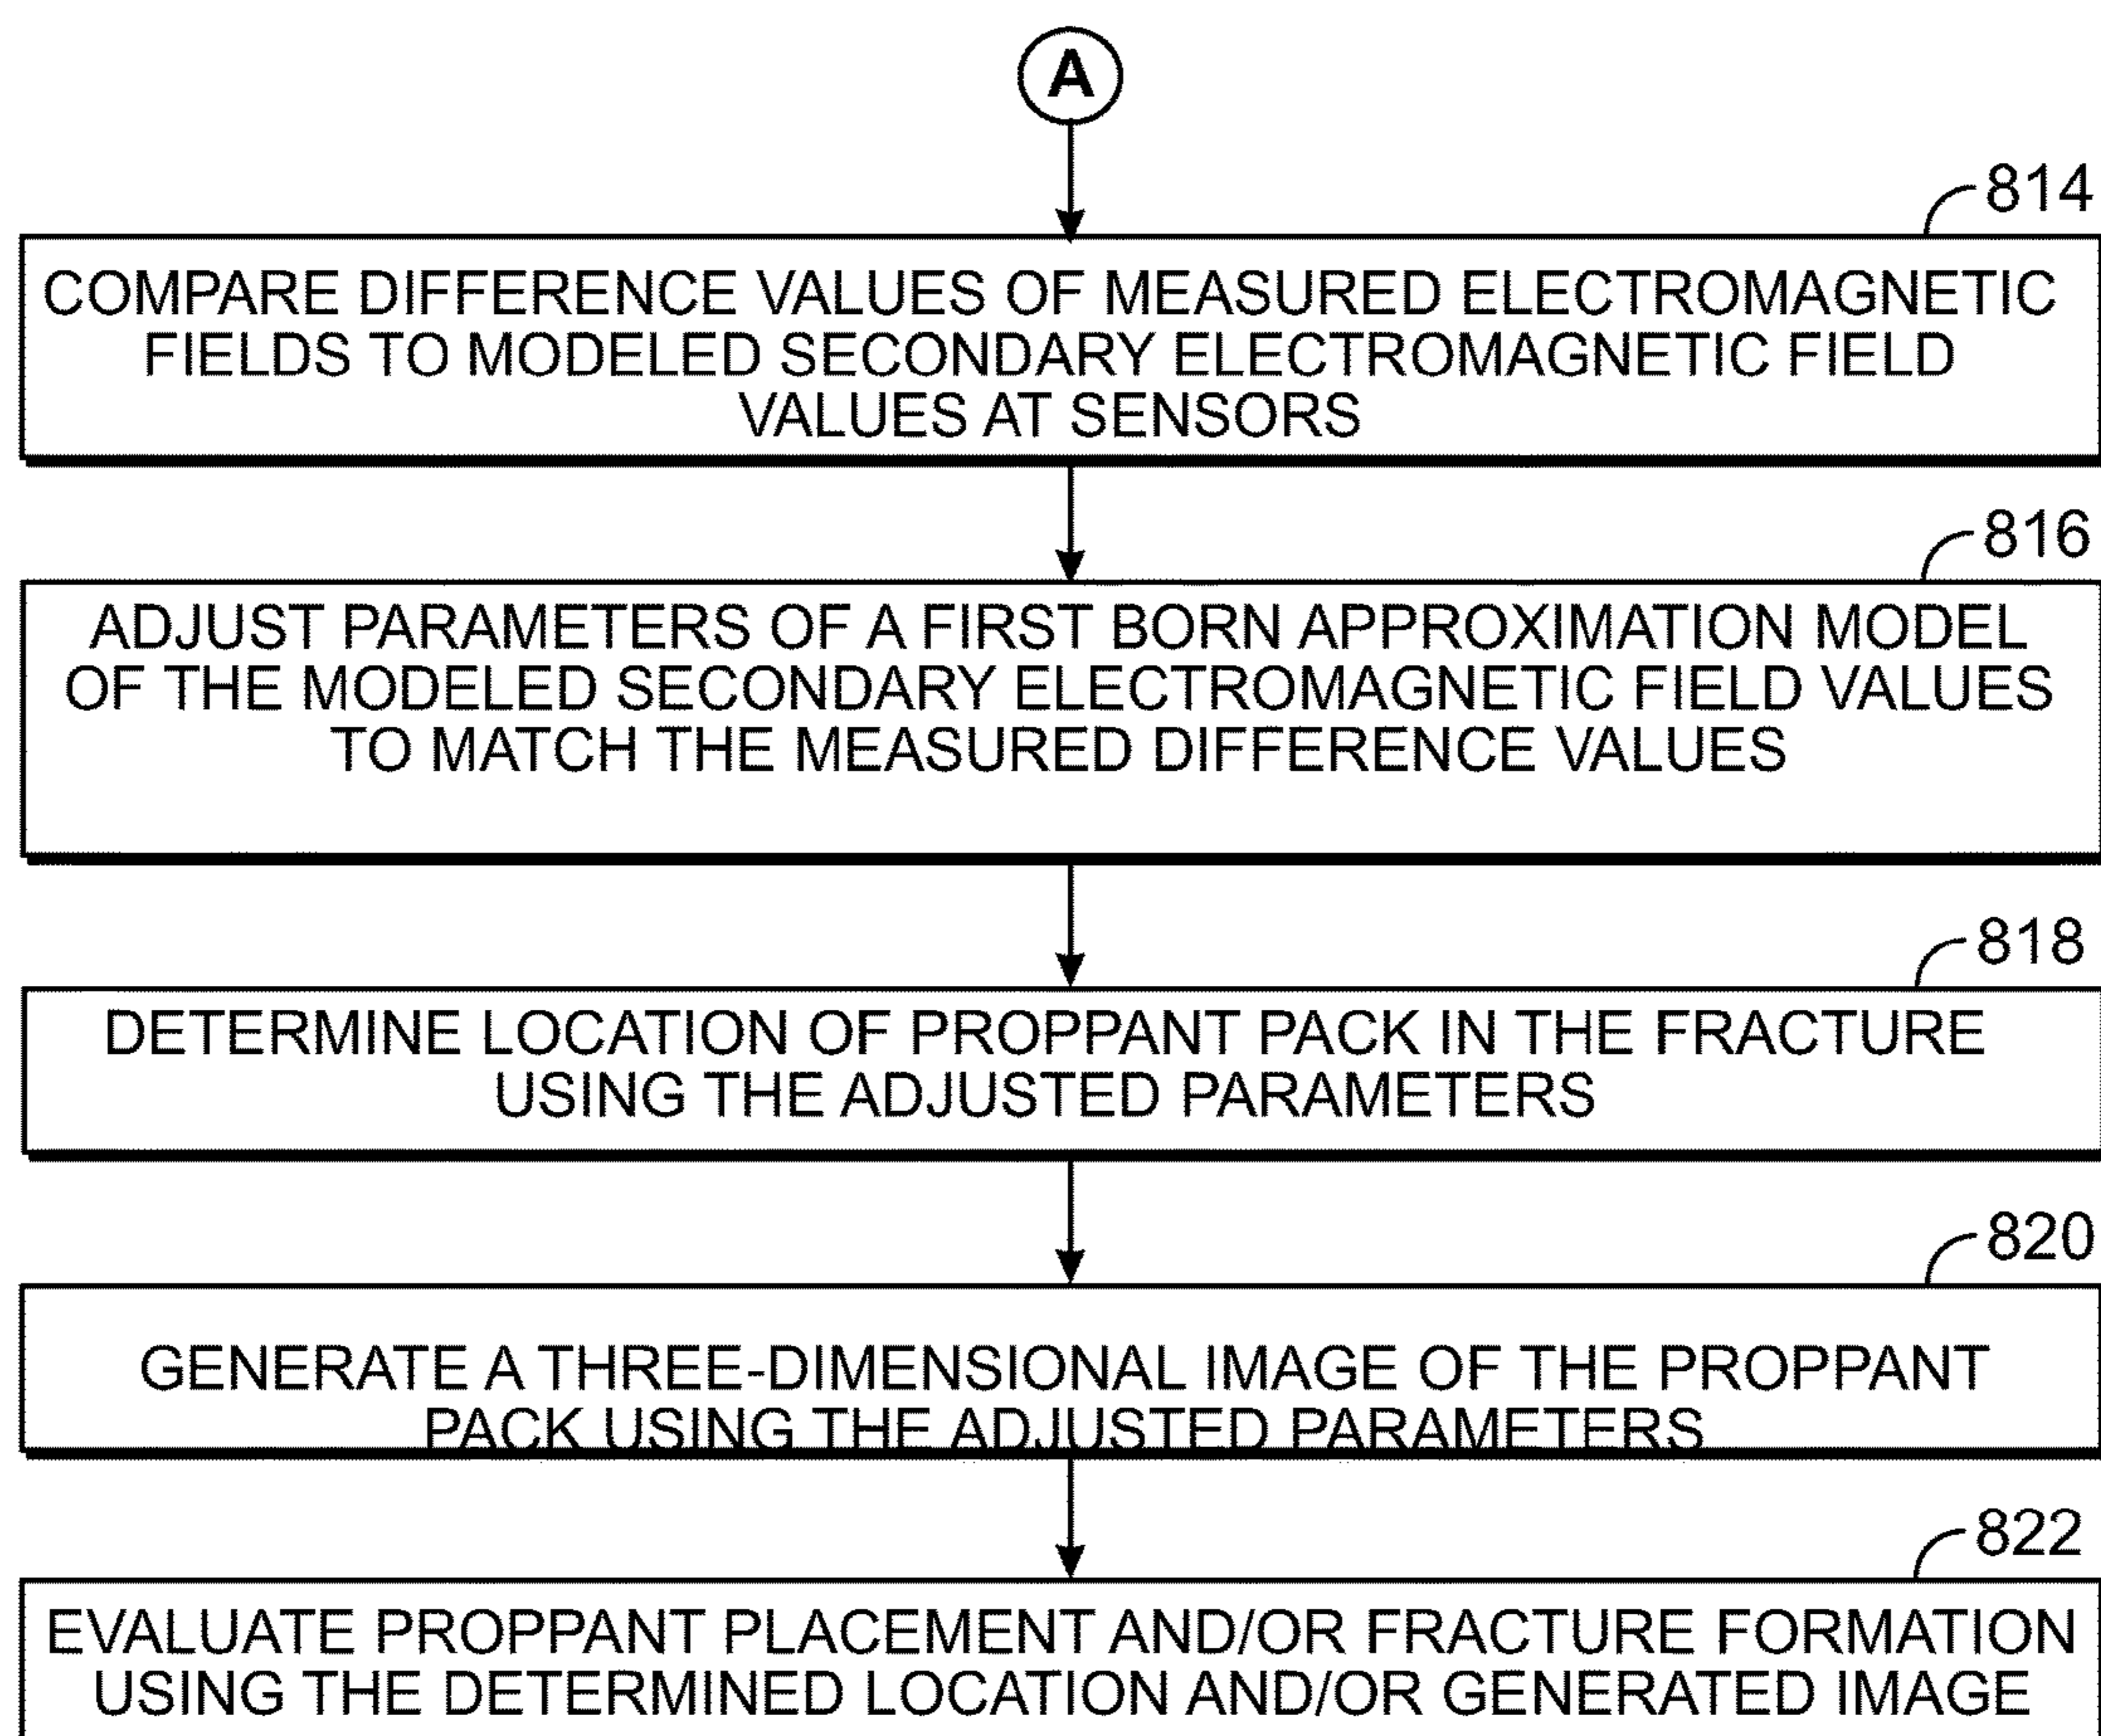 A
814
COMPARE DIFFERENCE VALUES OF MEASURED ELECTROMAGNETIC
FIELDS TO MODELED SECONDARY ELECTROMAGNETIC FIELD
VALUES AT SENSORS
816
ADJUST PARAMETERS OF A FIRST BORN APPROXIMATION MODEL
OF THE MODELED SECONDARY ELECTROMAGNETIC FIELD VALUES
TO MATCH THE MEASURED DIFFERENCE VALUES
818
DETERMINE LOCATION OF PROPPANT PACK IN THE FRACTURE
USING THE ADJUSTED PARAMETERS
820
GENERATE A THREE-DIMENSIONAL IMAGE OF THE PROPPANT
PACK USING THE ADJUSTED PARAMETERS
822
EVALUATE PROPPANT PLACEMENT AND/OR FRACTURE FORMATION
USING THE DETERMINED LOCATION AND/OR GENERATED IMAGE